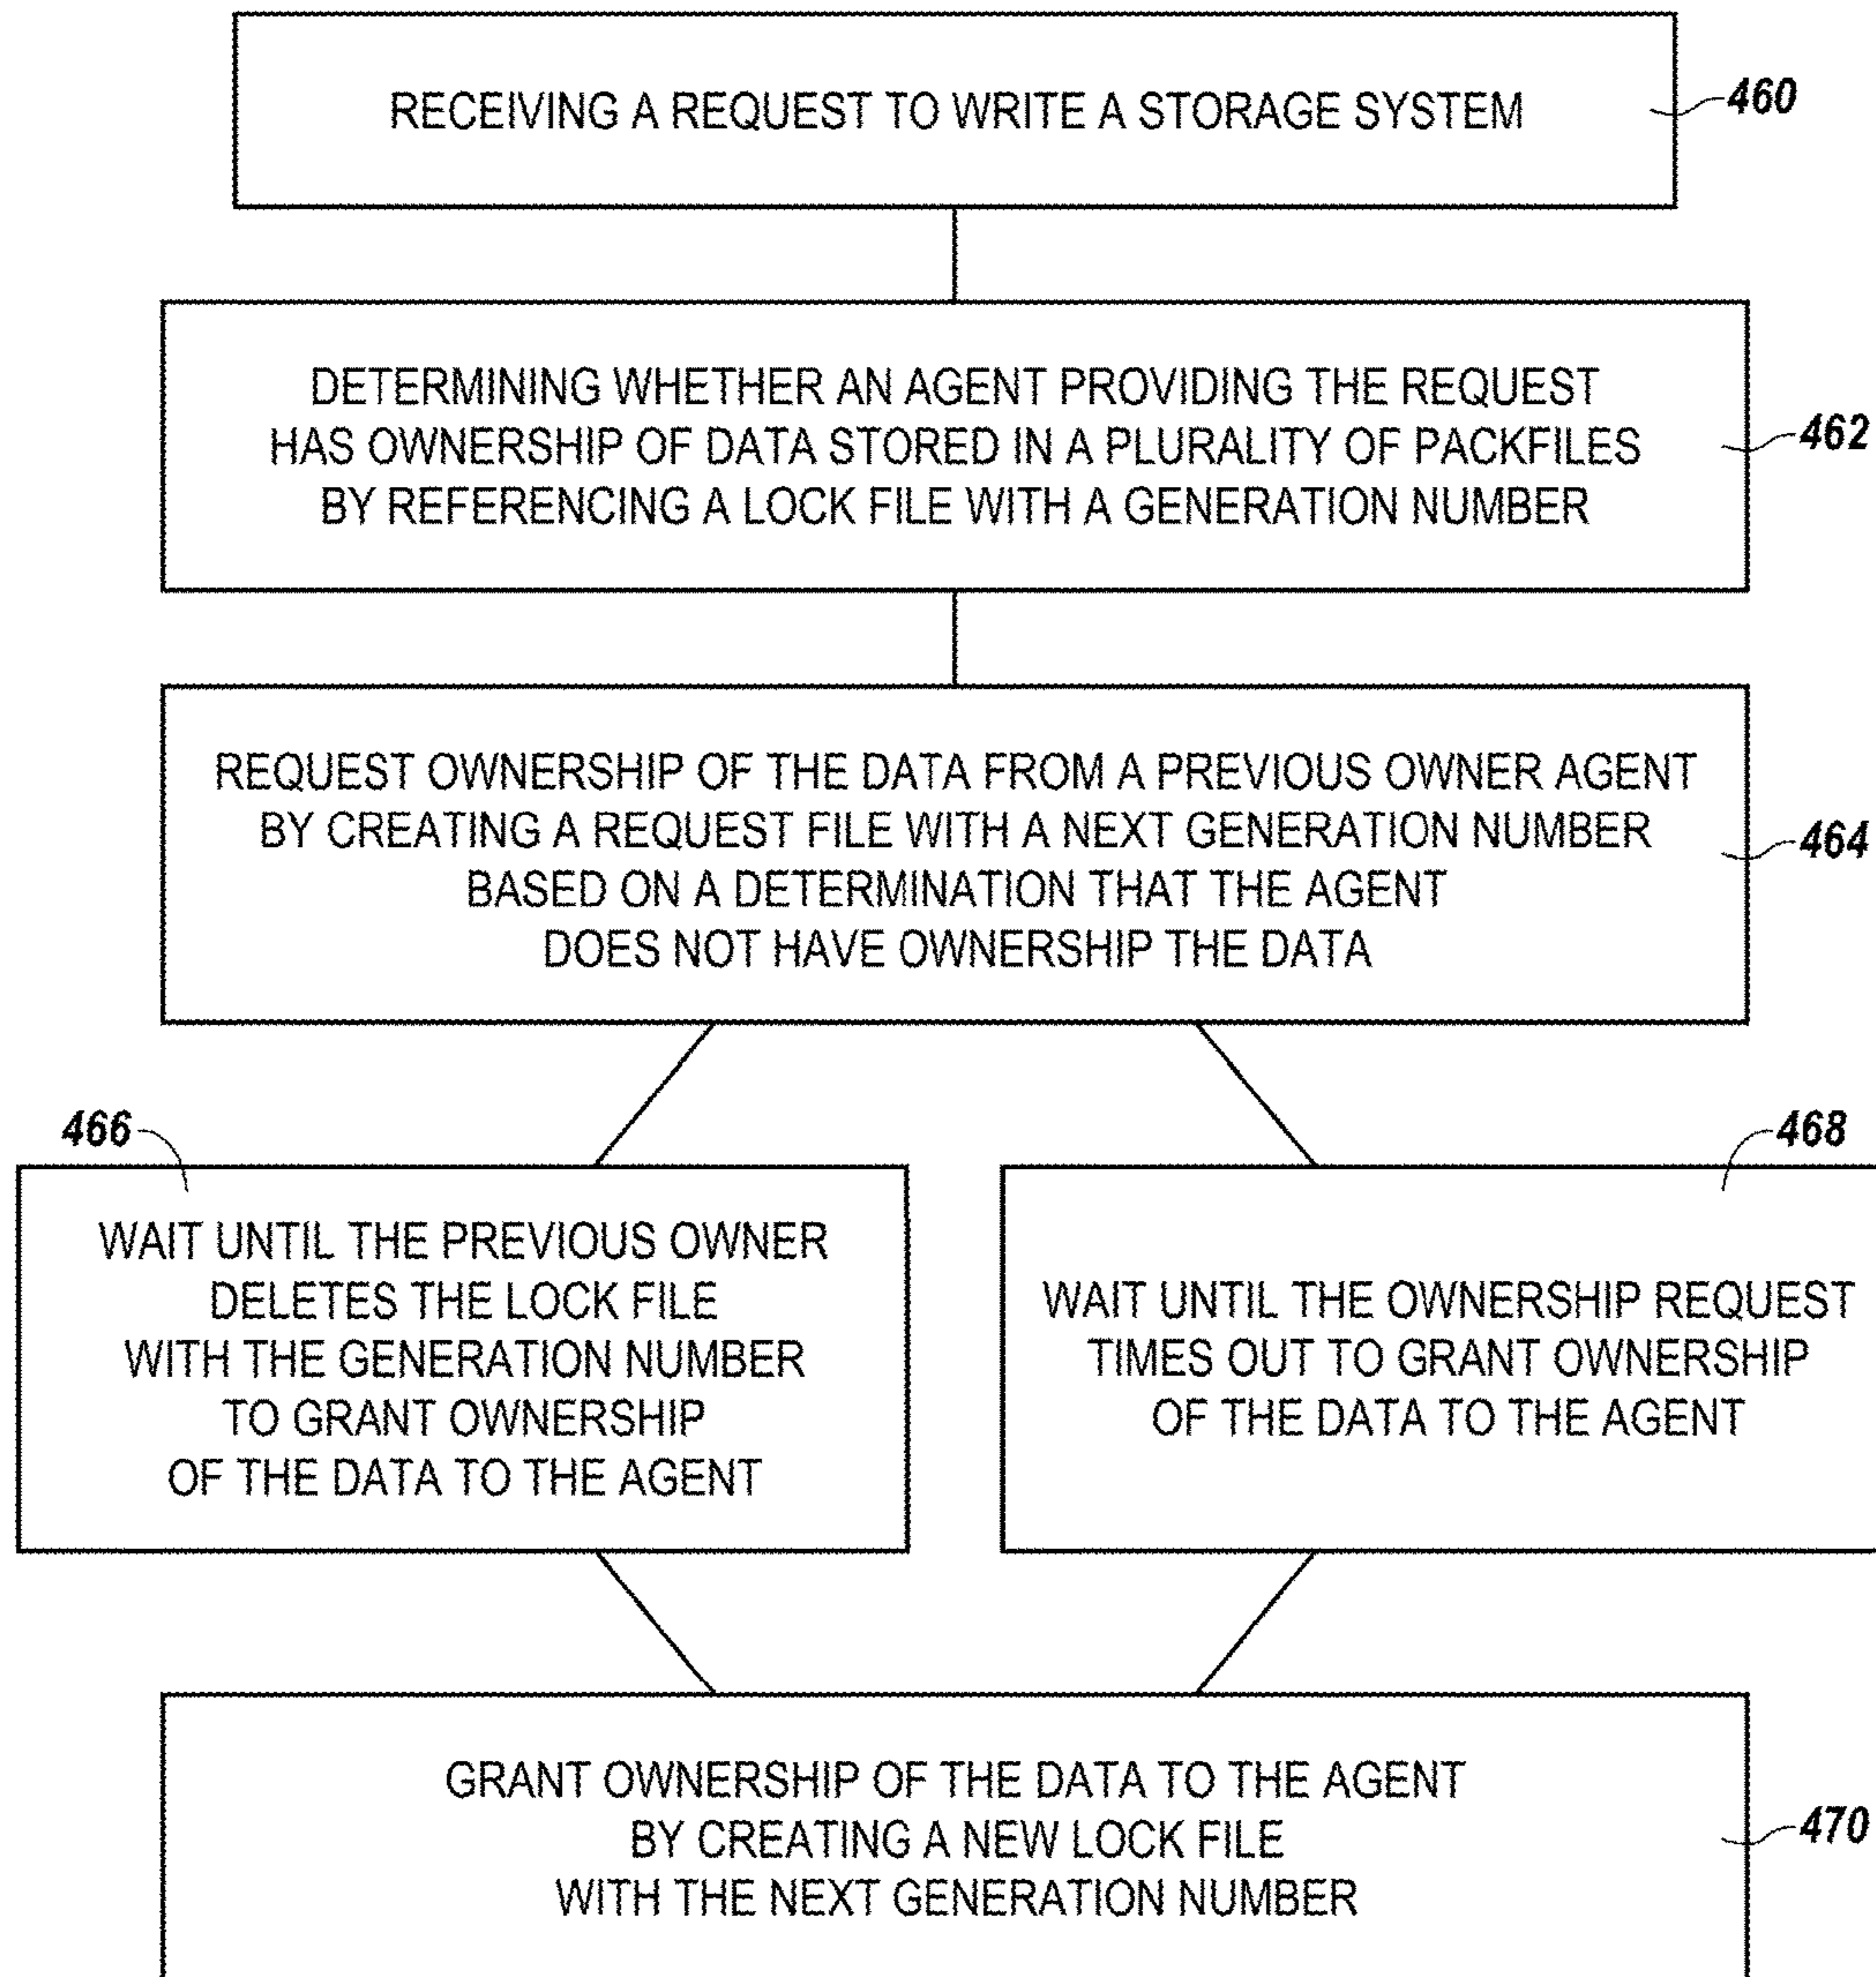 RECEIVING A REQUEST TO WRITE A STORAGE SYSTEM
460
DETERMINING WHETHER AN AGENT PROVIDING THE REQUEST
HAS OWNERSHIP OF DATA STORED IN A PLURALITY OF PACKFILES
BY REFERENCING A LOCK FILE WITH A GENERATION NUMBER
462
REQUEST OWNERSHIP OF THE DATA FROM A PREVIOUS OWNER AGENT
BY CREATING A REQUEST FILE WITH A NEXT GENERATION NUMBER
BASED ON A DETERMINATION THAT THE AGENT
DOES NOT HAVE OWNERSHIP THE DATA
464
466
WAIT UNTIL THE PREVIOUS OWNER
DELETES THE LOCK FILE
WITH THE GENERATION NUMBER
TO GRANT OWNERSHIP
OF THE DATA TO THE AGENT
468
WAIT UNTIL THE OWNERSHIP REQUEST
TIMES OUT TO GRANT OWNERSHIP
OF THE DATA TO THE AGENT
GRANT OWNERSHIP OF THE DATA TO THE AGENT
BY CREATING A NEW LOCK FILE
WITH THE NEXT GENERATION NUMBER
470